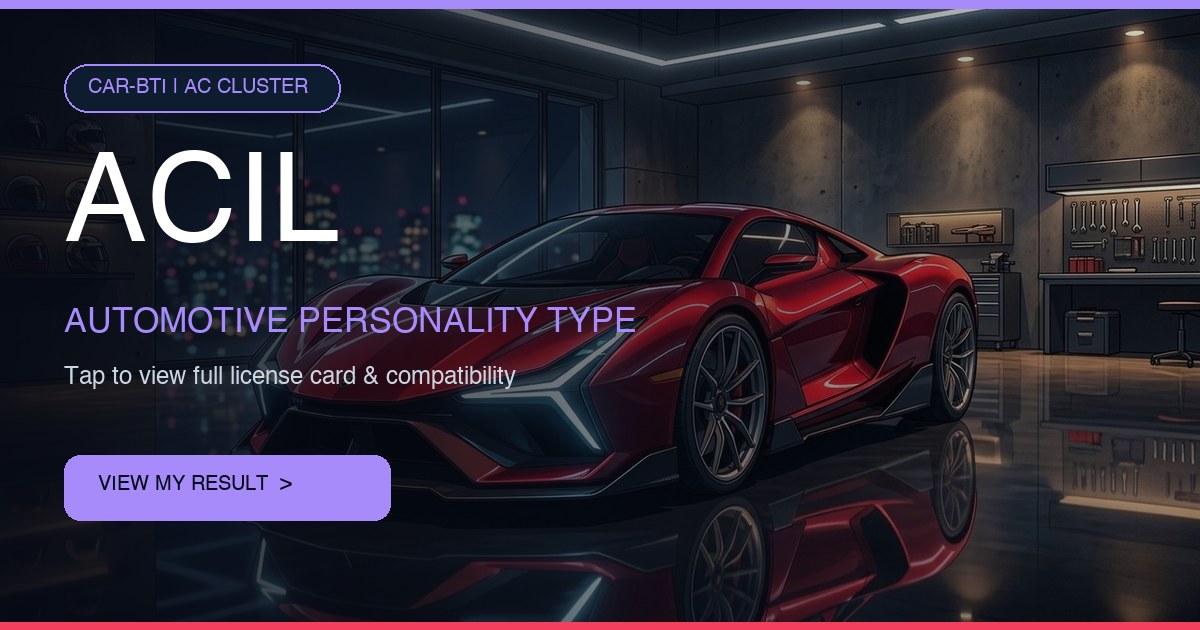 CAR-BTI | AC CLUSTER
ACIL
AUTOMOTIVE PERSONALITY TYPE
Tap to view full license card & compatibility
VIEW MY RESULT >